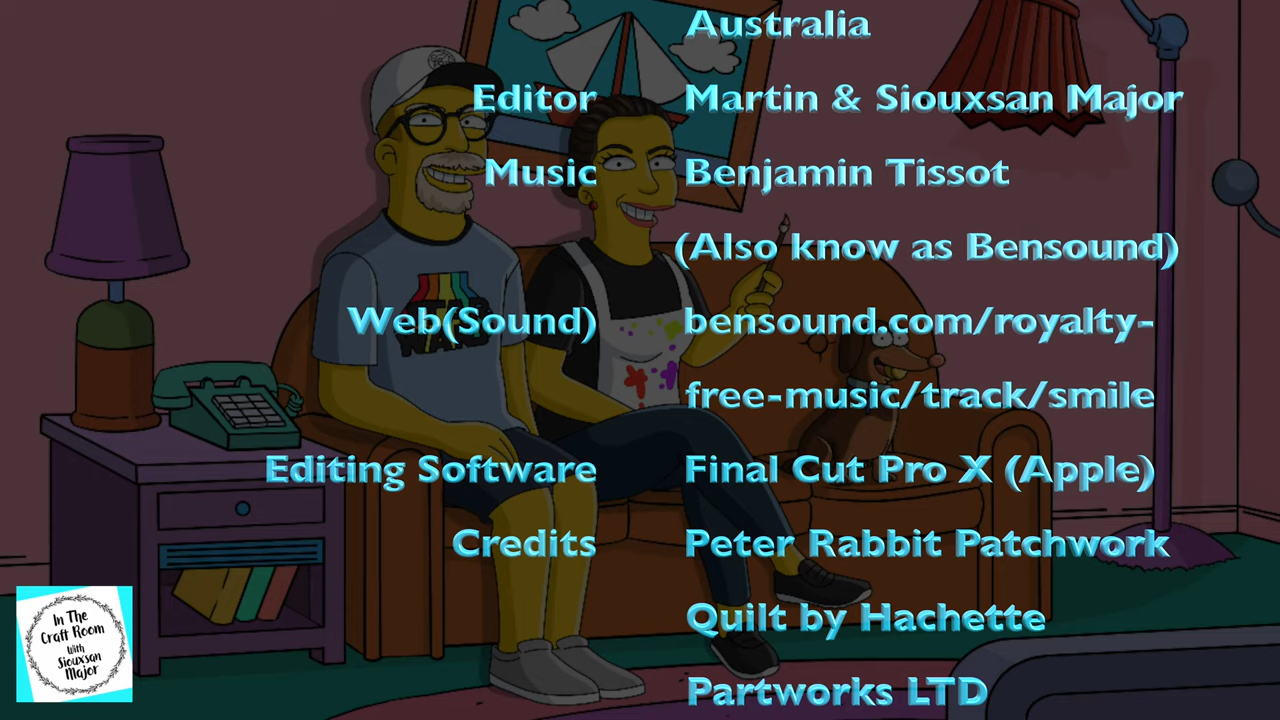 Australia
Editor Martin & Siouxsan Major
Music Benjamin Tissot
(Also know as Bensound)
Web(Sound) bensound.com/royalty-
free-music/track/smile
Editing Software Final Cut Pro X (Apple)
Credits Peter Rabbit Patchwork
Quilt by Hachette
Partworks LTD
In The
Craft Room
With
Siouxsan
Major